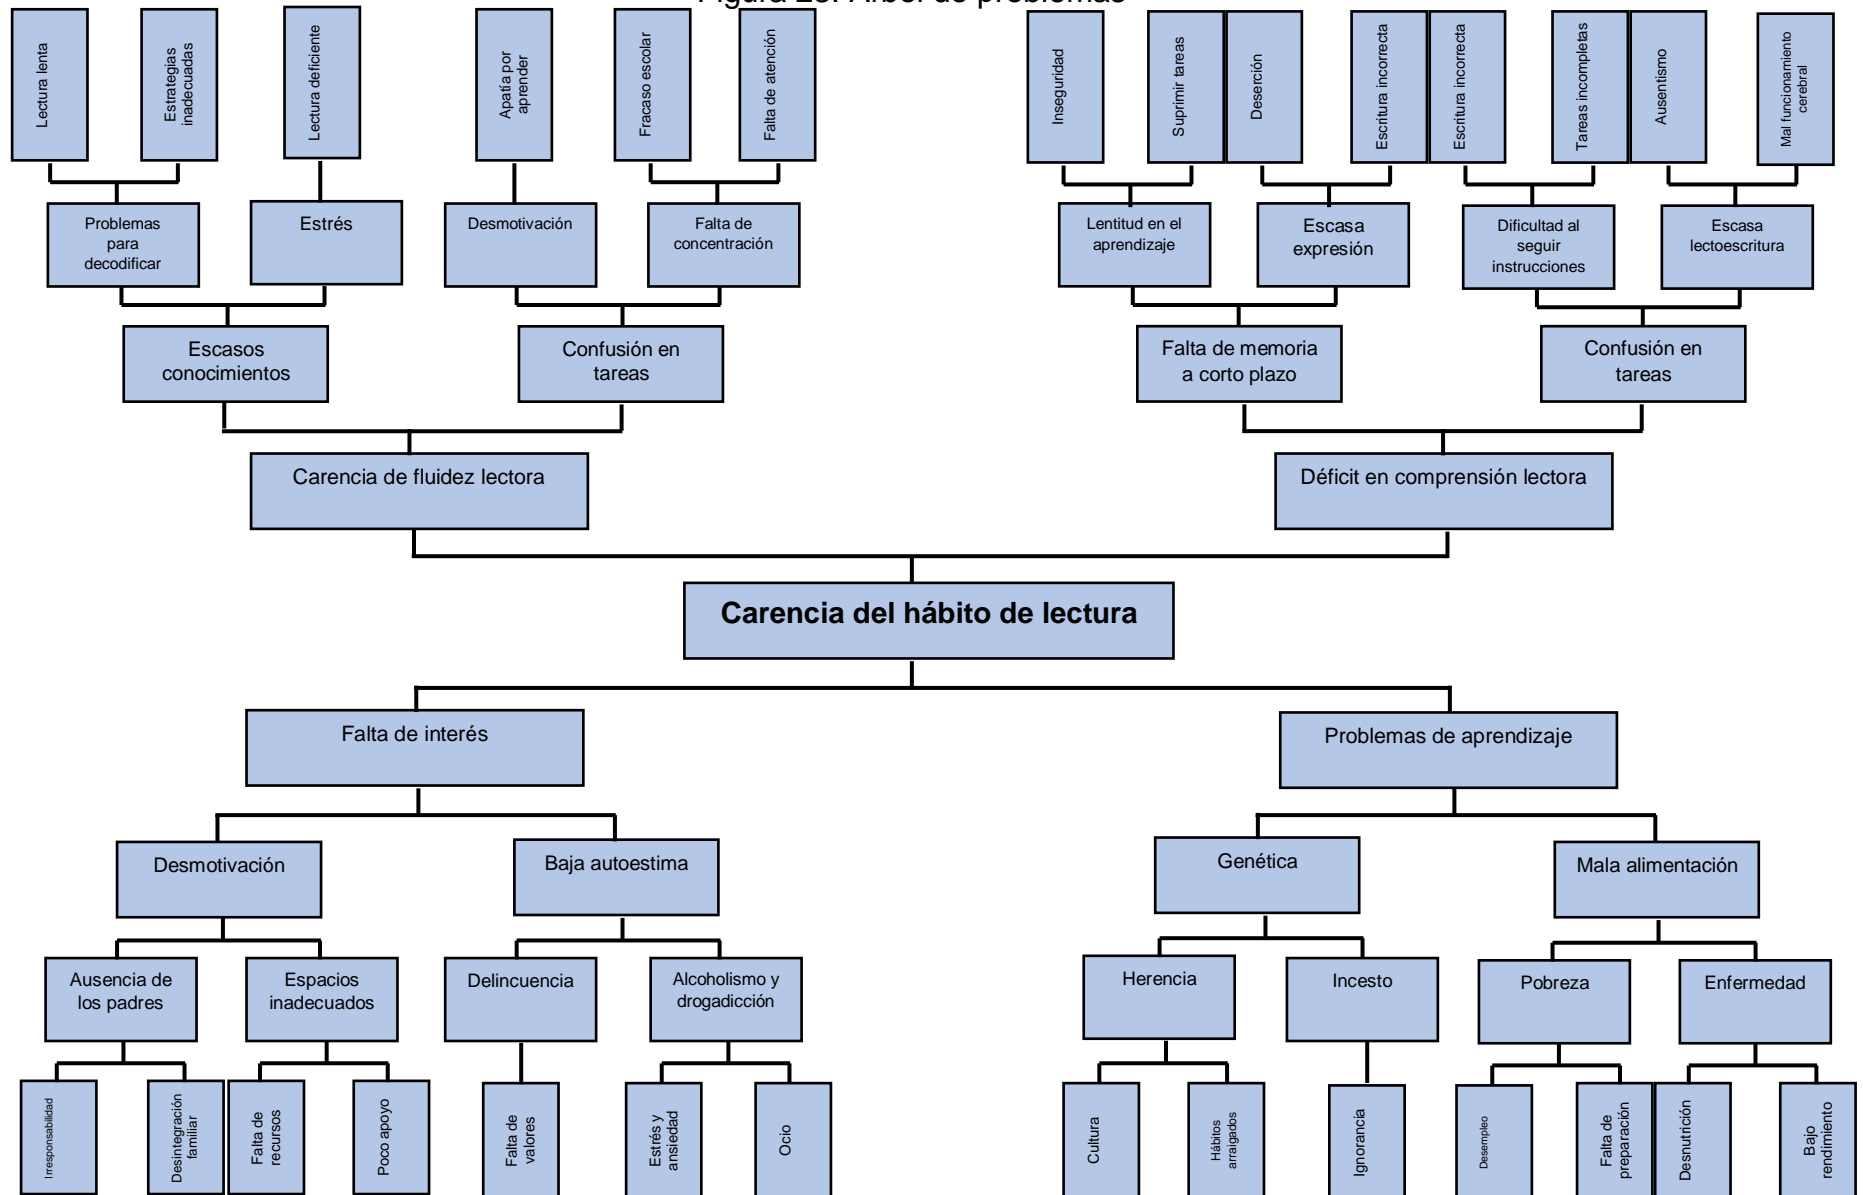 Figura 23. Árbol de problemas
Lectura lenta
Estrategias
inadecuadas
Lectura deficiente
Apatía por
aprender
Fracaso escolar
Falta de atención
Inseguridad
Suprimir tareas
Deserción
Escritura incorrecta
Escritura incorrecta
Tareas incompletas
Ausentismo
Mal funcionamiento
cerebral
Problemas
para
decodificar
Estrés
Desmotivación
Falta de
concentración
Lentitud en el
aprendizaje
Escasa
expresión
Dificultad al
seguir
instrucciones
Escasa
lectoescritura
Escasos
conocimientos
Confusión en
tareas
Falta de memoria
a corto plazo
Confusión en
tareas
Carencia de fluidez lectora
Déficit en comprensión lectora
Carencia del hábito de lectura
Falta de interés
Problemas de aprendizaje
Desmotivación
Baja autoestima
Genética
Mala alimentación
Ausencia de
los padres
Espacios
inadecuados
Delincuencia
Alcoholismo y
drogadicción
Herencia
Incesto
Pobreza
Enfermedad
Irresponsabilidad
Desintegración
familiar
Falta de
recursos
Poco apoyo
Falta de
valores
Estrés y
ansiedad
Ocio
Cultura
Hábitos
arraigados
Ignorancia
Desempleo
Falta de
preparación
Desnutrición
Bajo
rendimiento